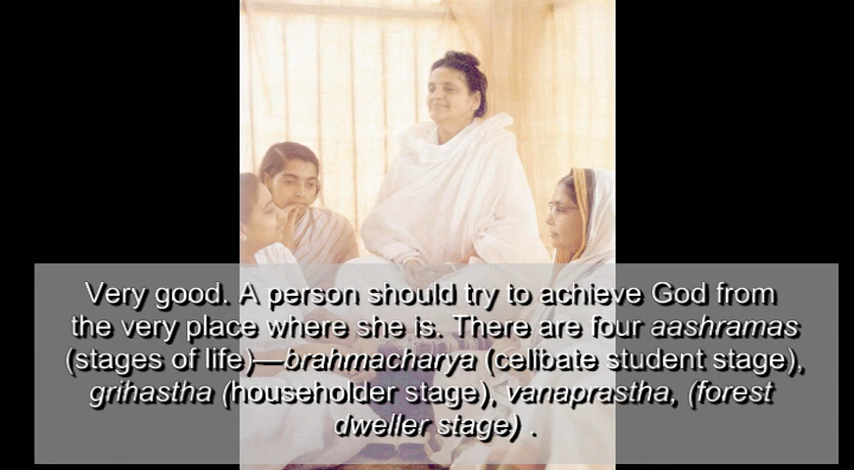 Very good. A person should try to achieve God from
the very place where she is. There are four aashramas
(stages of life)—brahmacharya (celibate student stage),
grihastha (householder stage), vanaprastha, (forest
dweller stage) .